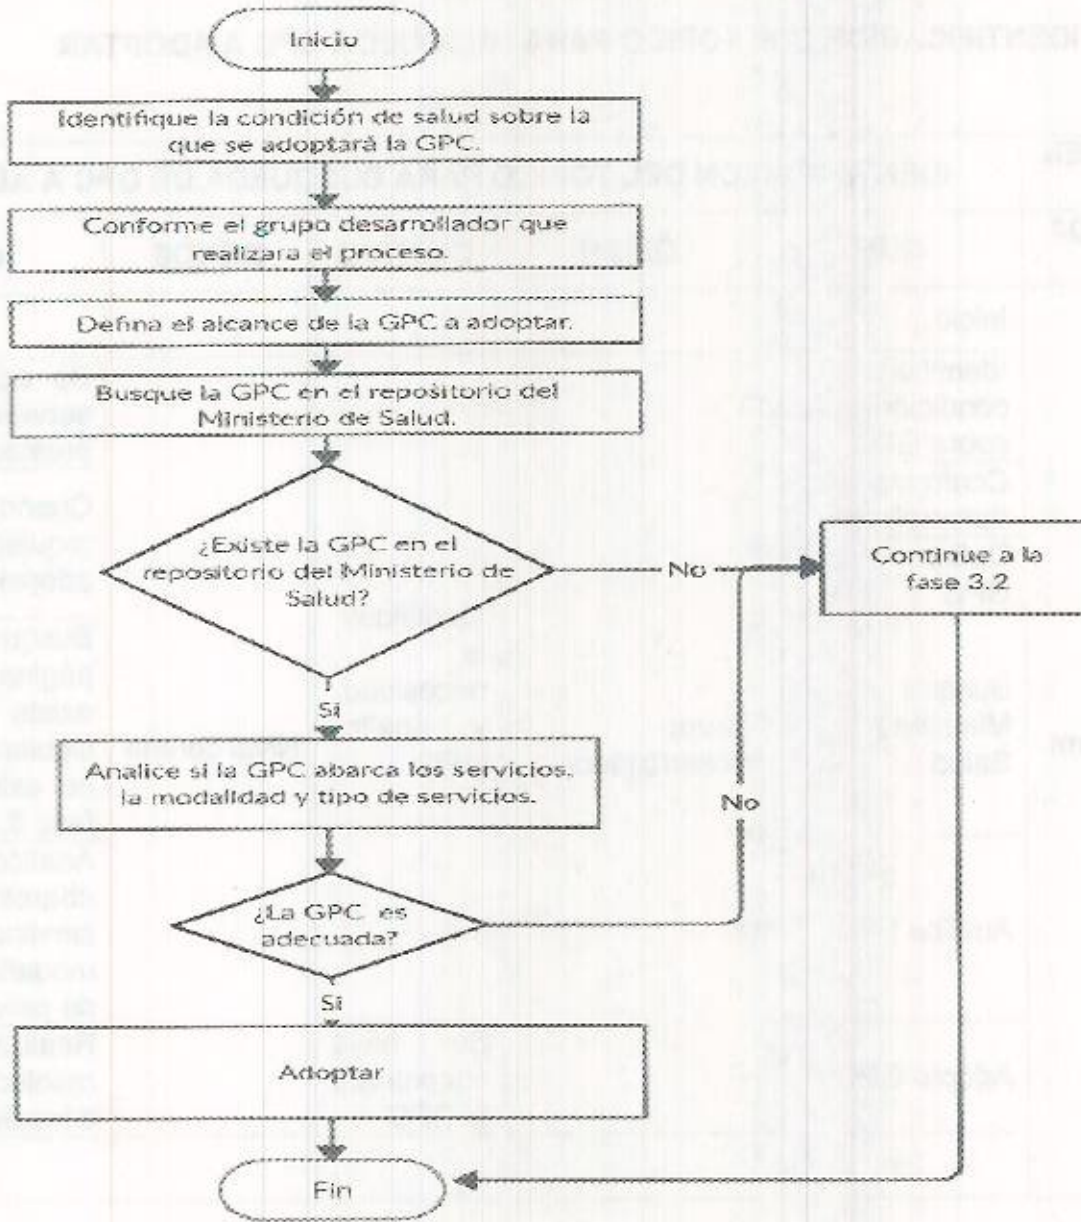 Inicio
Identifique la condición de salud sobre la
que se adoptará la GPC.
Conforme el grupo desarrollador que
realizara el proceso.
Defina el alcance de la GPC a adoptar.
Busque la GPC en el repositorio del
Ministerio de Salud.
¿Existe la GPC en el
repositorio del Ministerio de
Salud?
No
Continue a la
fase 3.2
Si
Analice si la GPC abarca los servicios,
la modalidad y tipo de servicios.
No
¿La GPC es
adecuada?
Si
Adoptar
Fin